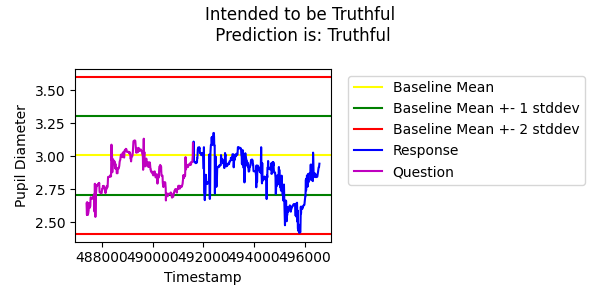 Intended to be Truthful
Prediction is: Truthful
3.50
3.25
3.00
2.75
2.50
Pupil Diameter
488000 490000 492000 494000 496000
Timestamp
Baseline Mean
Baseline Mean +- 1 stddev
Baseline Mean +- 2 stddev
Response
Question